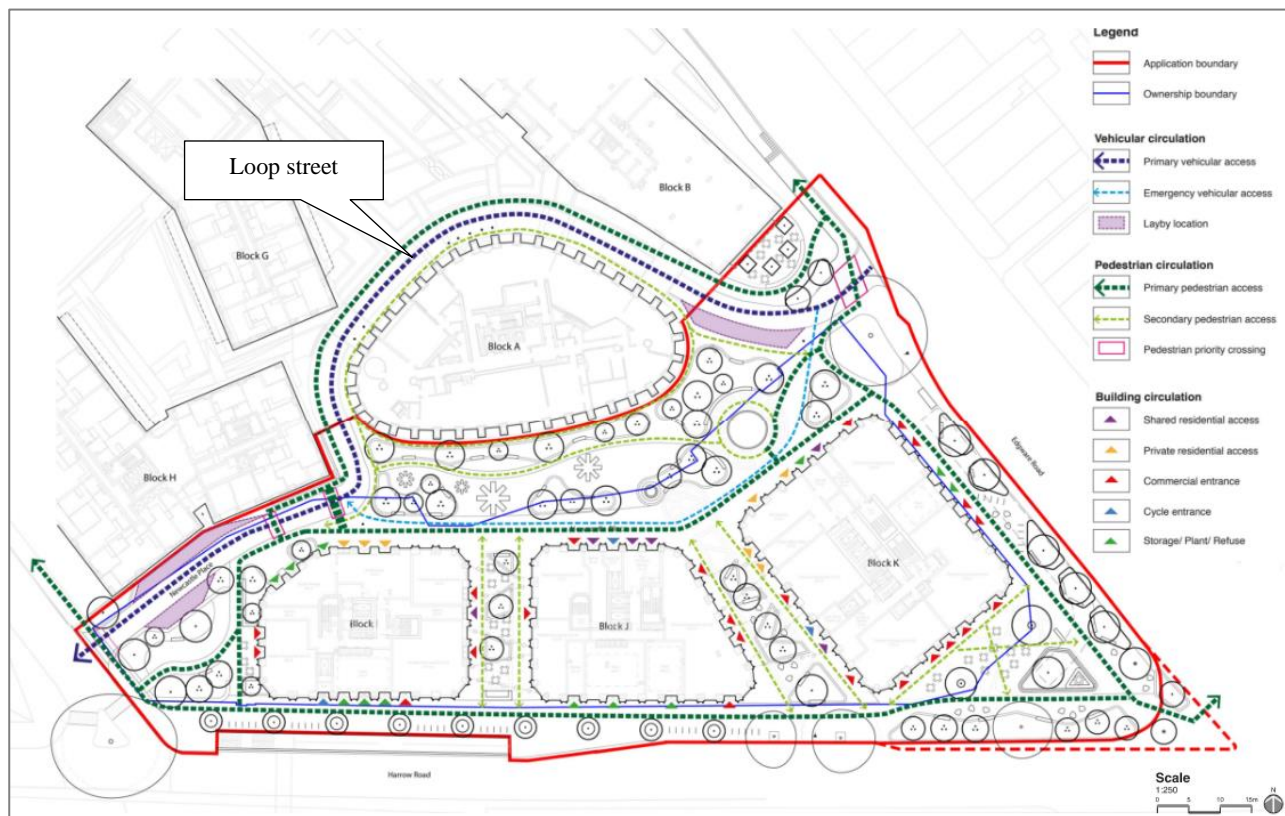 Legend
Application boundary
Ownership boundary
Vehicular circulation
Primary vehicular access
Emergency vehicular access
Layby location
Pedestrian circulation
Primary pedestrian access
Secondary pedestrian access
Pedestrian priority crossing
Building circulation
Shared residential access
Private residential access
Commercial entrance
Cycle entrance
Storage/ Plant/ Refuse
Loop street
Block B
Block G
Block A
Edgware Road
Block H
Block K
Newcastle Place
Block
Block J
Harrow Road
Scale
1:250
N
0 5 10 15m